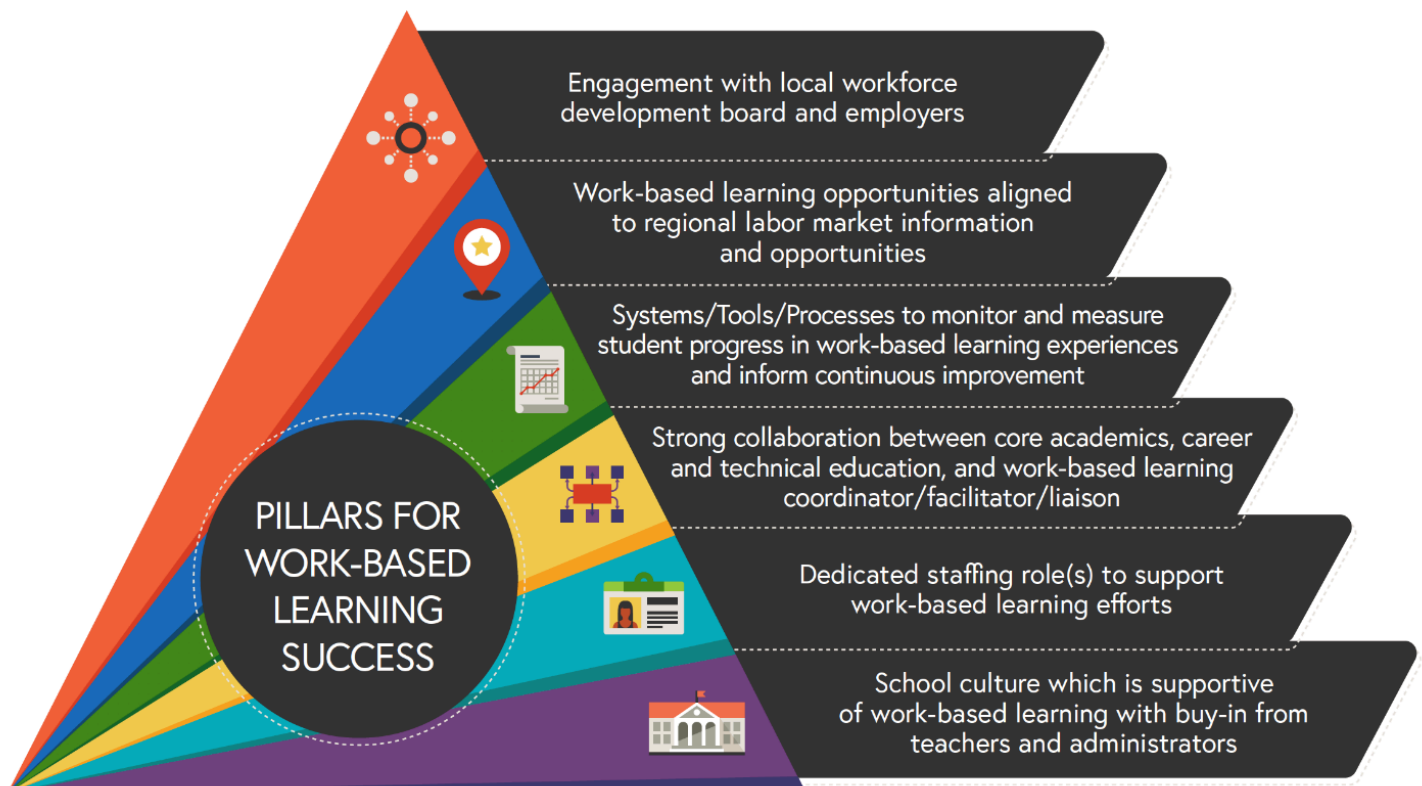 Engagement with local workforce
development board and employers
Work-based learning opportunities aligned
to regional labor market information
and opportunities
Systems/Tools/Processes to monitor and measure
student progress in work-based learning experiences
and inform continuous improvement
Strong collaboration between core academics, career
and technical education, and work-based learning
coordinator/facilitator/liaison
Dedicated staffing role(s) to support
work-based learning efforts
School culture which is supportive
of work-based learning with buy-in from
teachers and administrators
PILLARS FOR
WORK-BASED
LEARNING
SUCCESS